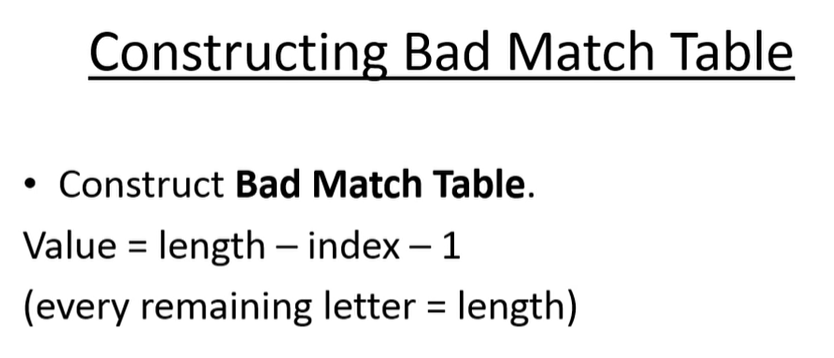 Constructing Bad Match Table
• Construct Bad Match Table.
Value = length – index – 1
(every remaining letter = length)